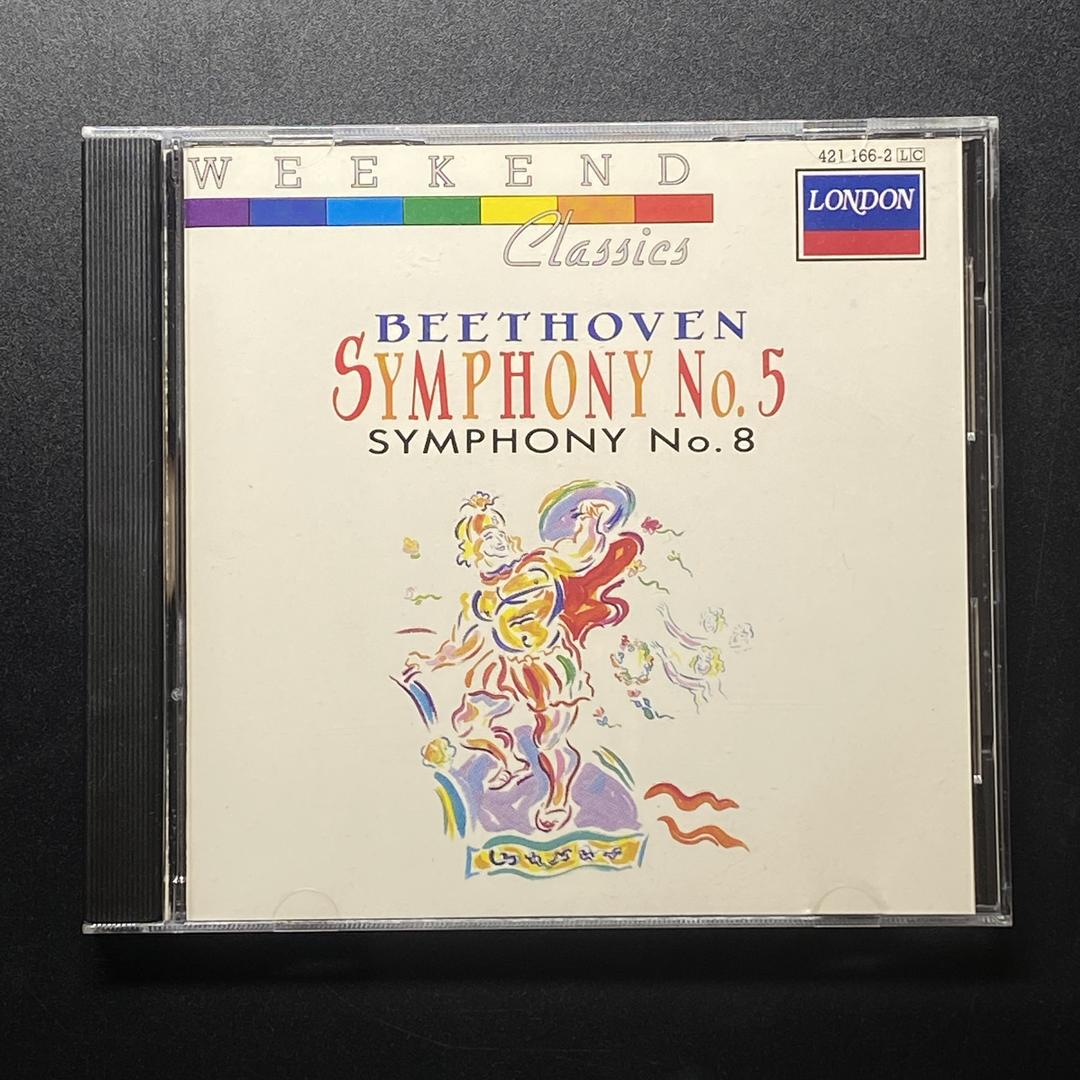 WEEKEND
Classics
421 166-2 LC
LONDON
BEETHOVEN
SYMPHONY No. 5
SYMPHONY No. 8